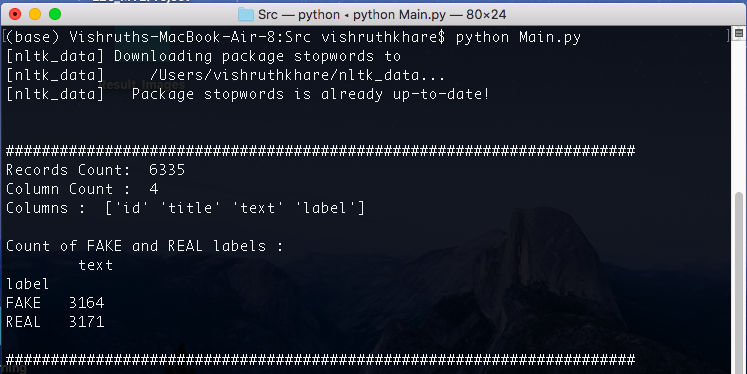 Src — python ◂ python Main.py — 80×24
(base) Vishruths-MacBook-Air-8:Src vishruthkhare$ python Main.py
[nltk_data] Downloading package stopwords to
[nltk_data]     /Users/vishruthkhare/nltk_data...
[nltk_data]   Package stopwords is already up-to-date!
######################################################################
Records Count:  6335
Column Count :  4
Columns :  ['id' 'title' 'text' 'label']
Count of FAKE and REAL labels :
        text
label
FAKE   3164
REAL   3171
######################################################################